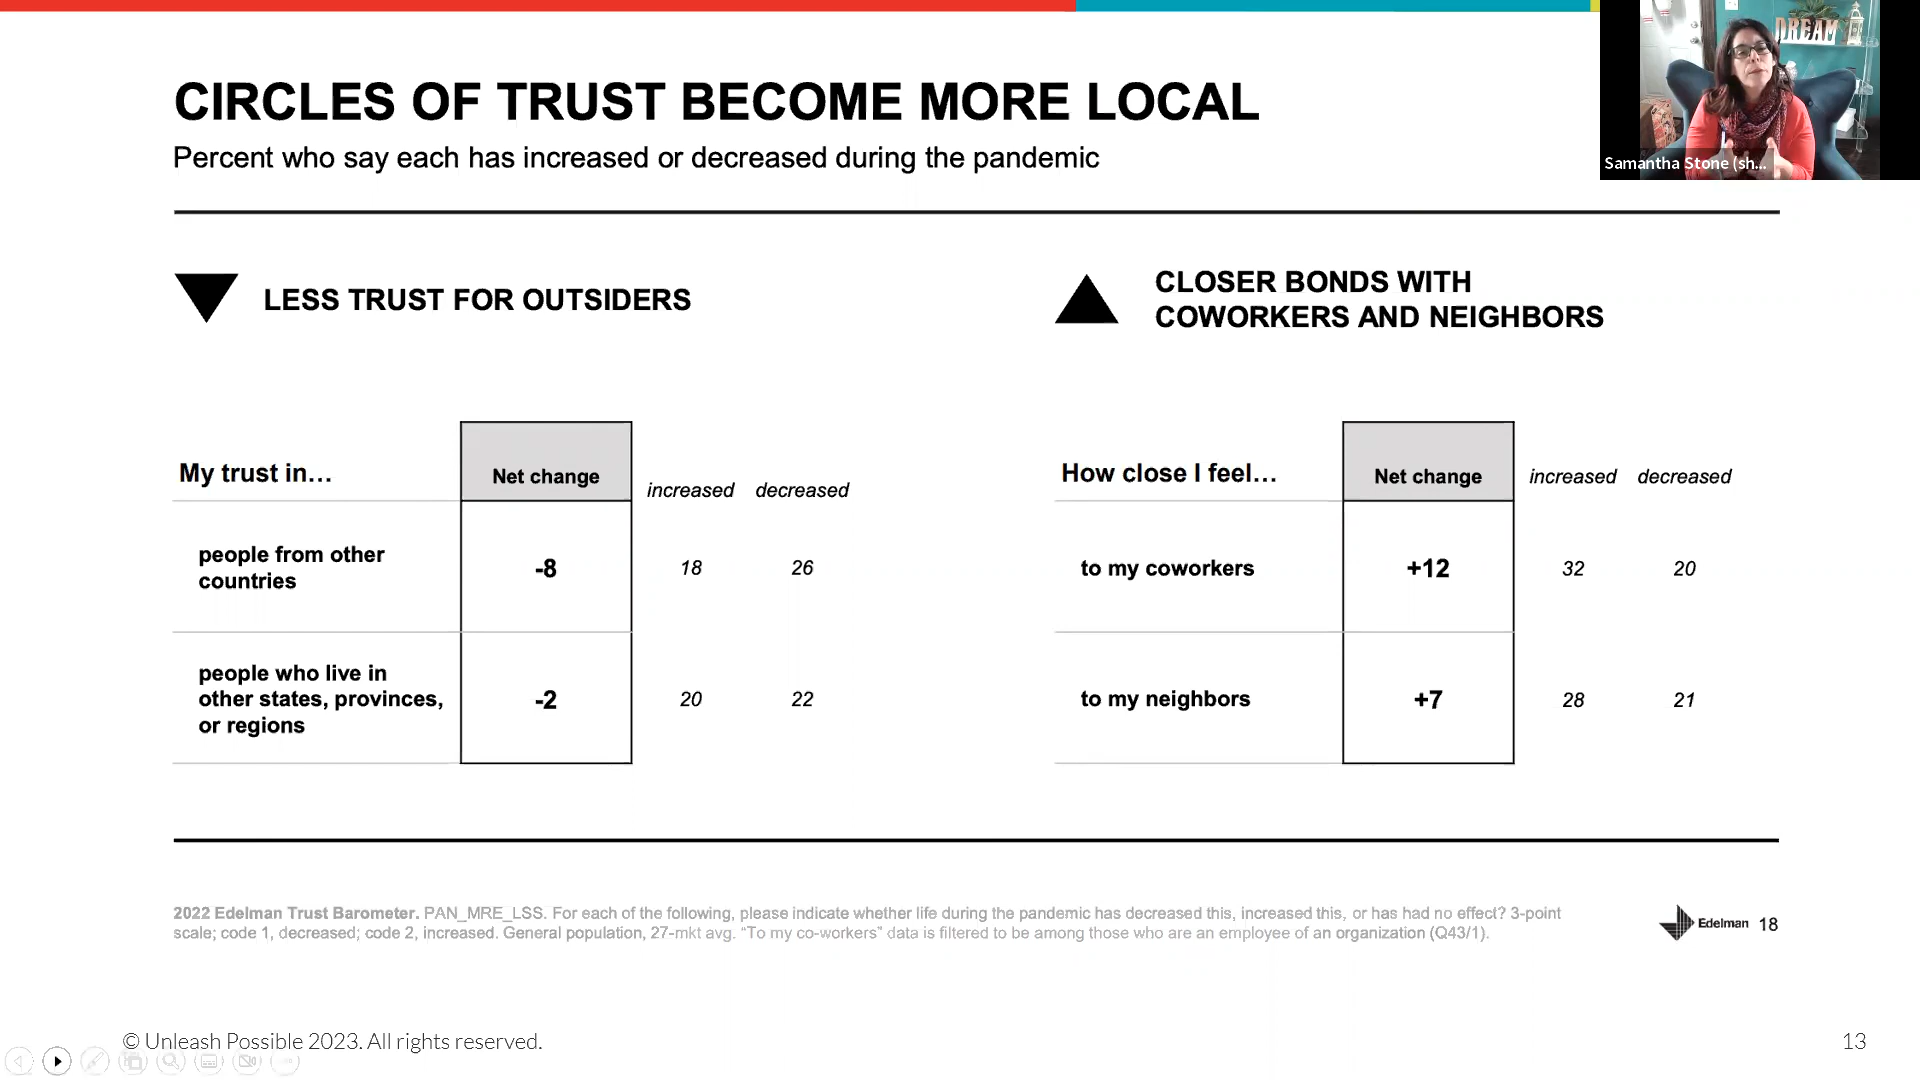 CIRCLES OF TRUST BECOME MORE LOCAL
Percent who say each has increased or decreased during the pandemic
DREAM
Samantha Stone (sh...
LESS TRUST FOR OUTSIDERS
My trust in…
Net change
increased decreased
people from other
countries
-8
18 26
people who live in
other states, provinces,
or regions
-2
20 22
CLOSER BONDS WITH
COWORKERS AND NEIGHBORS
How close I feel…
Net change
increased decreased
to my coworkers
+12
32 20
to my neighbors
+7
28 21
2022 Edelman Trust Barometer. PAN_MRE_LSS. For each of the following, please indicate whether life during the pandemic has decreased this, increased this, or has had no effect? 3-point
scale; code 1, decreased; code 2, increased. General population, 27-mkt avg. “To my co-workers” data is filtered to be among those who are an employee of an organization (Q43/1).
Edelman 18
© Unleash Possible 2023. All rights reserved.
13